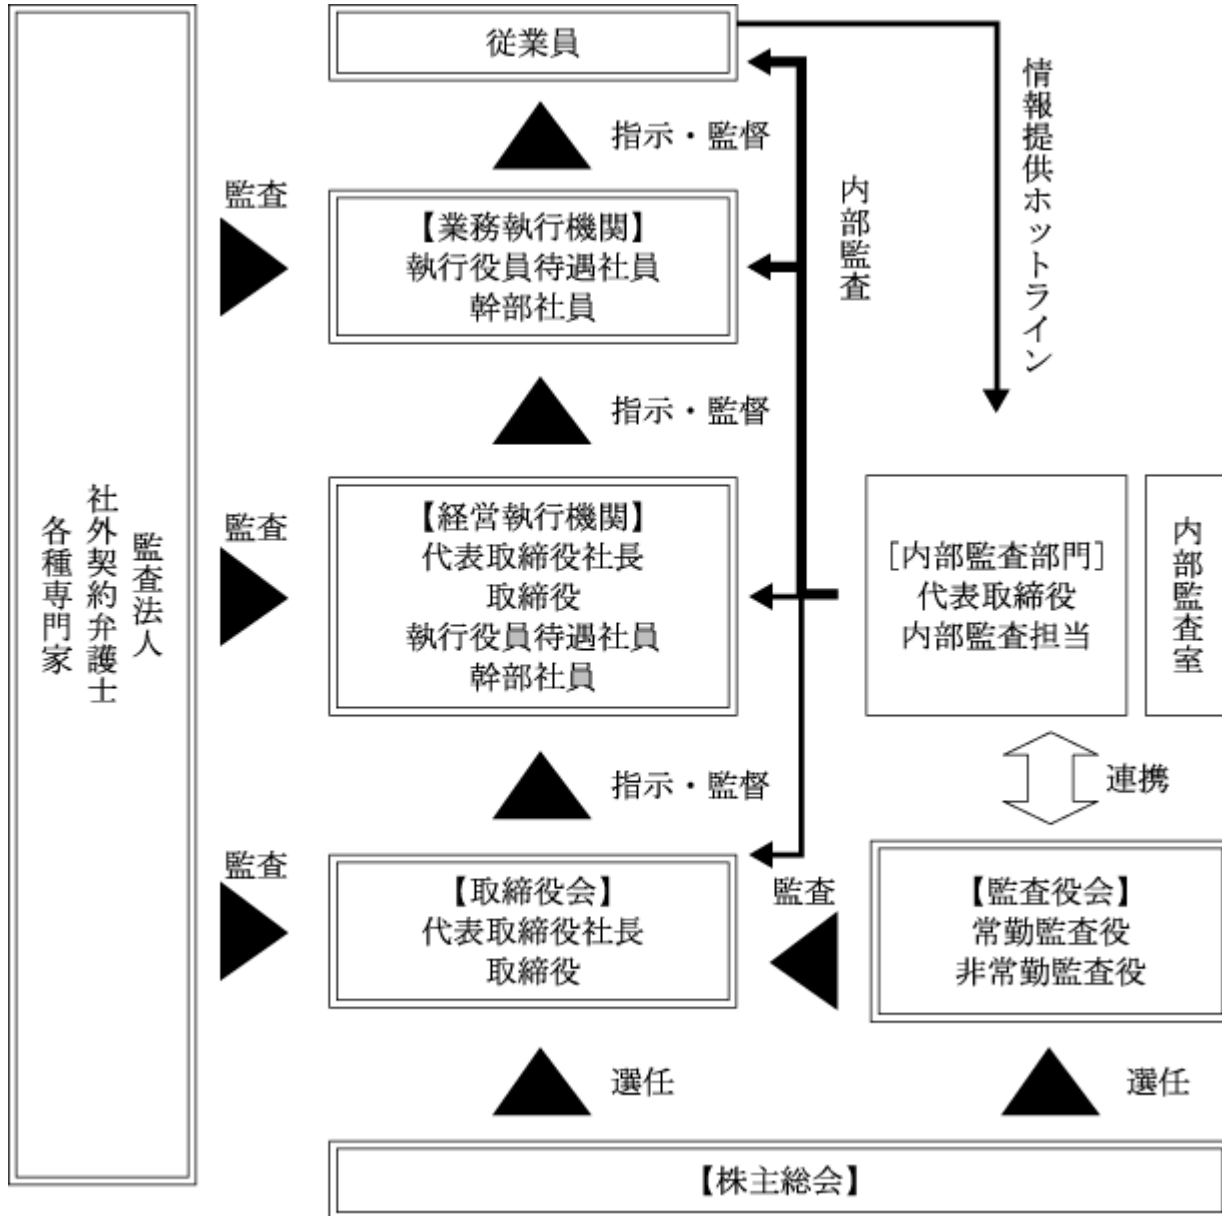 従業員
指示・監督
監査
【業務執行機関】
執行役員待遇社員
幹部社員
内部監査
情報提供ホットライン
指示・監督
監査法人
社外契約弁護士
各種専門家
監査
【経営執行機関】
代表取締役社長
取締役
執行役員待遇社員
幹部社員
［内部監査部門］
代表取締役
内部監査担当
内部監査室
指示・監督
連携
監査
【取締役会】
代表取締役社長
取締役
監査
【監査役会】
常勤監査役
非常勤監査役
選任
選任
【株主総会】